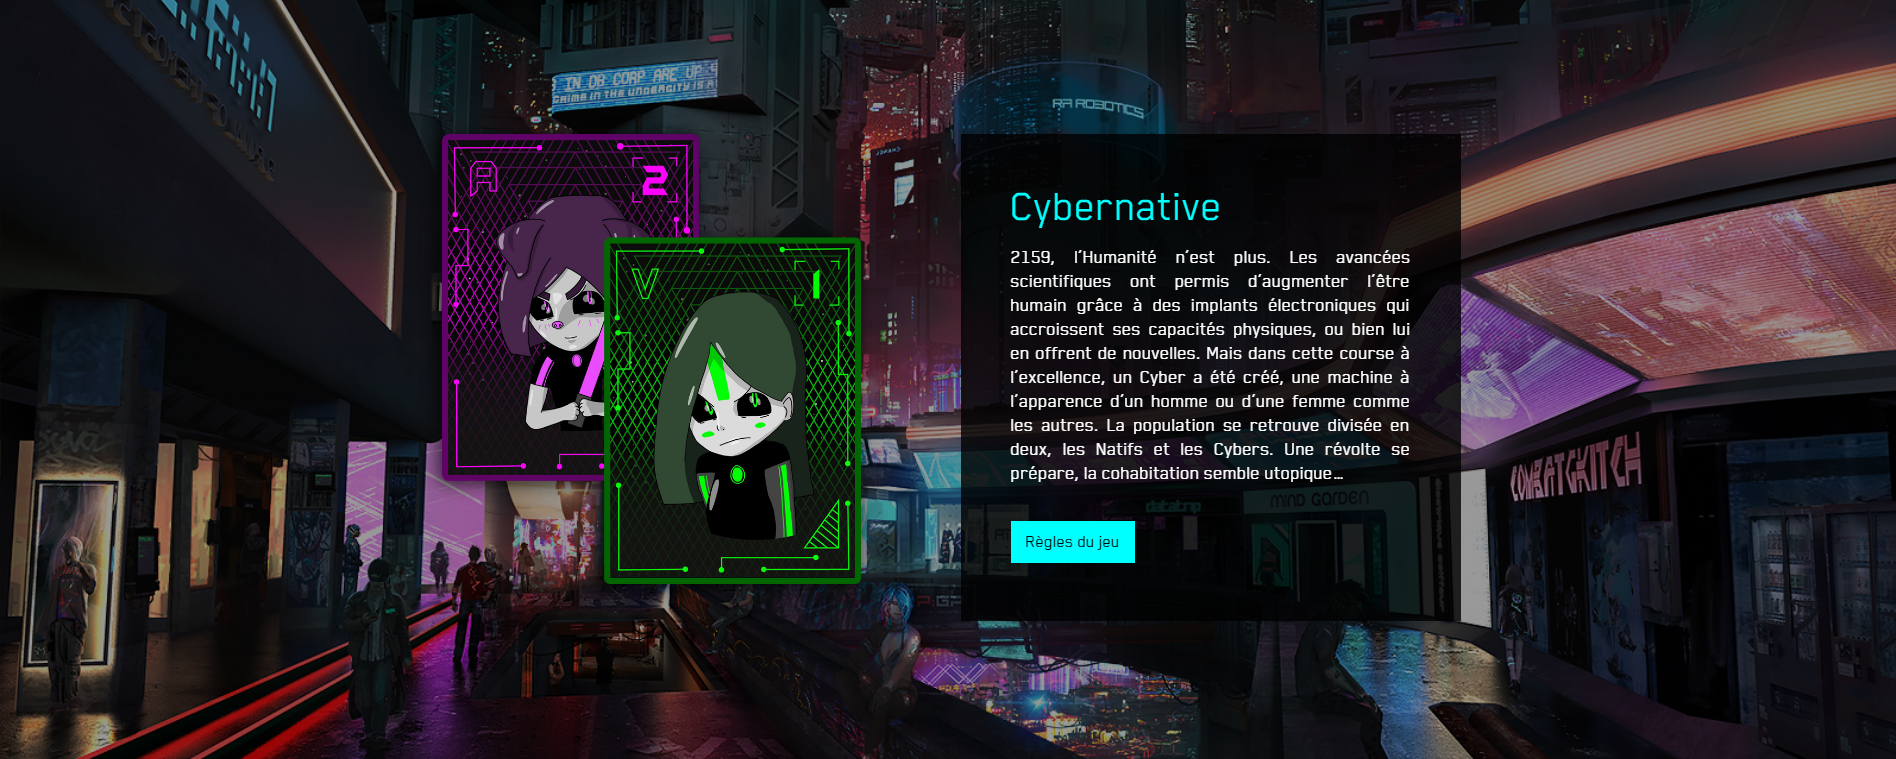 IN DB CORP ARE UP
CRIME IN THE UNDERCITY IS A
RA ROBOTICS
A
2
V
1
Cybernative
2159, l'Humanité n'est plus. Les avancées
scientifiques ont permis d'augmenter l'être
humain grâce à des implants électroniques qui
accroissent ses capacités physiques, ou bien lui
en offrent de nouvelles. Mais dans cette course à
l'excellence, un Cyber a été créé, une machine à
l'apparence d'un homme ou d'une femme comme
les autres. La population se retrouve divisée en
deux, les Natifs et les Cybers. Une révolte se
prépare, la cohabitation semble utopique...
COMBATGKITCH
MIND GARDEN
datatrip
Règles du jeu